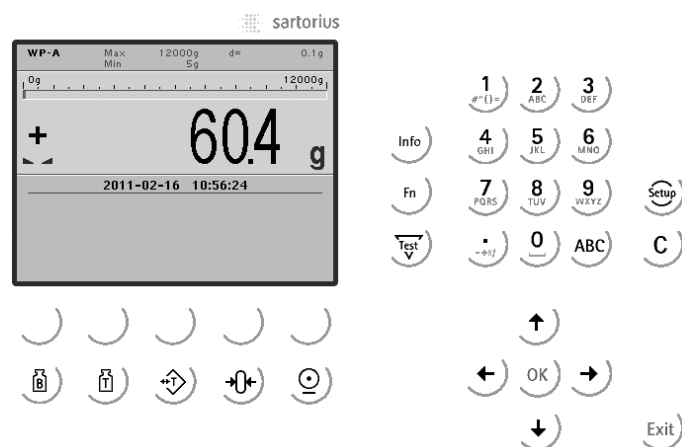 sartorius
WP-A Max 12000g d= 0.1g
Min 5g
0g 12000g
+ 60.4 g
2011-02-16 10:56:24
1 2 3
#"()= ABC DEF
Info 4 5 6
GHI JKL MNO
Fn 7 8 9 Setup
PQRS TUV WXYZ
Test . 0 ABC C
B T T 0
OK
Exit